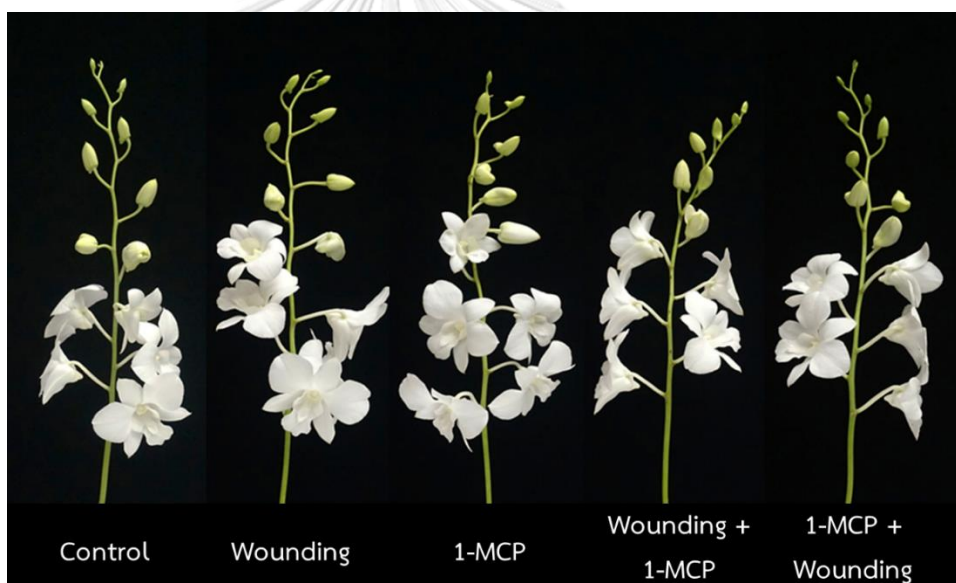 Control
Wounding
1-MCP
Wounding +
1-MCP
1-MCP +
Wounding